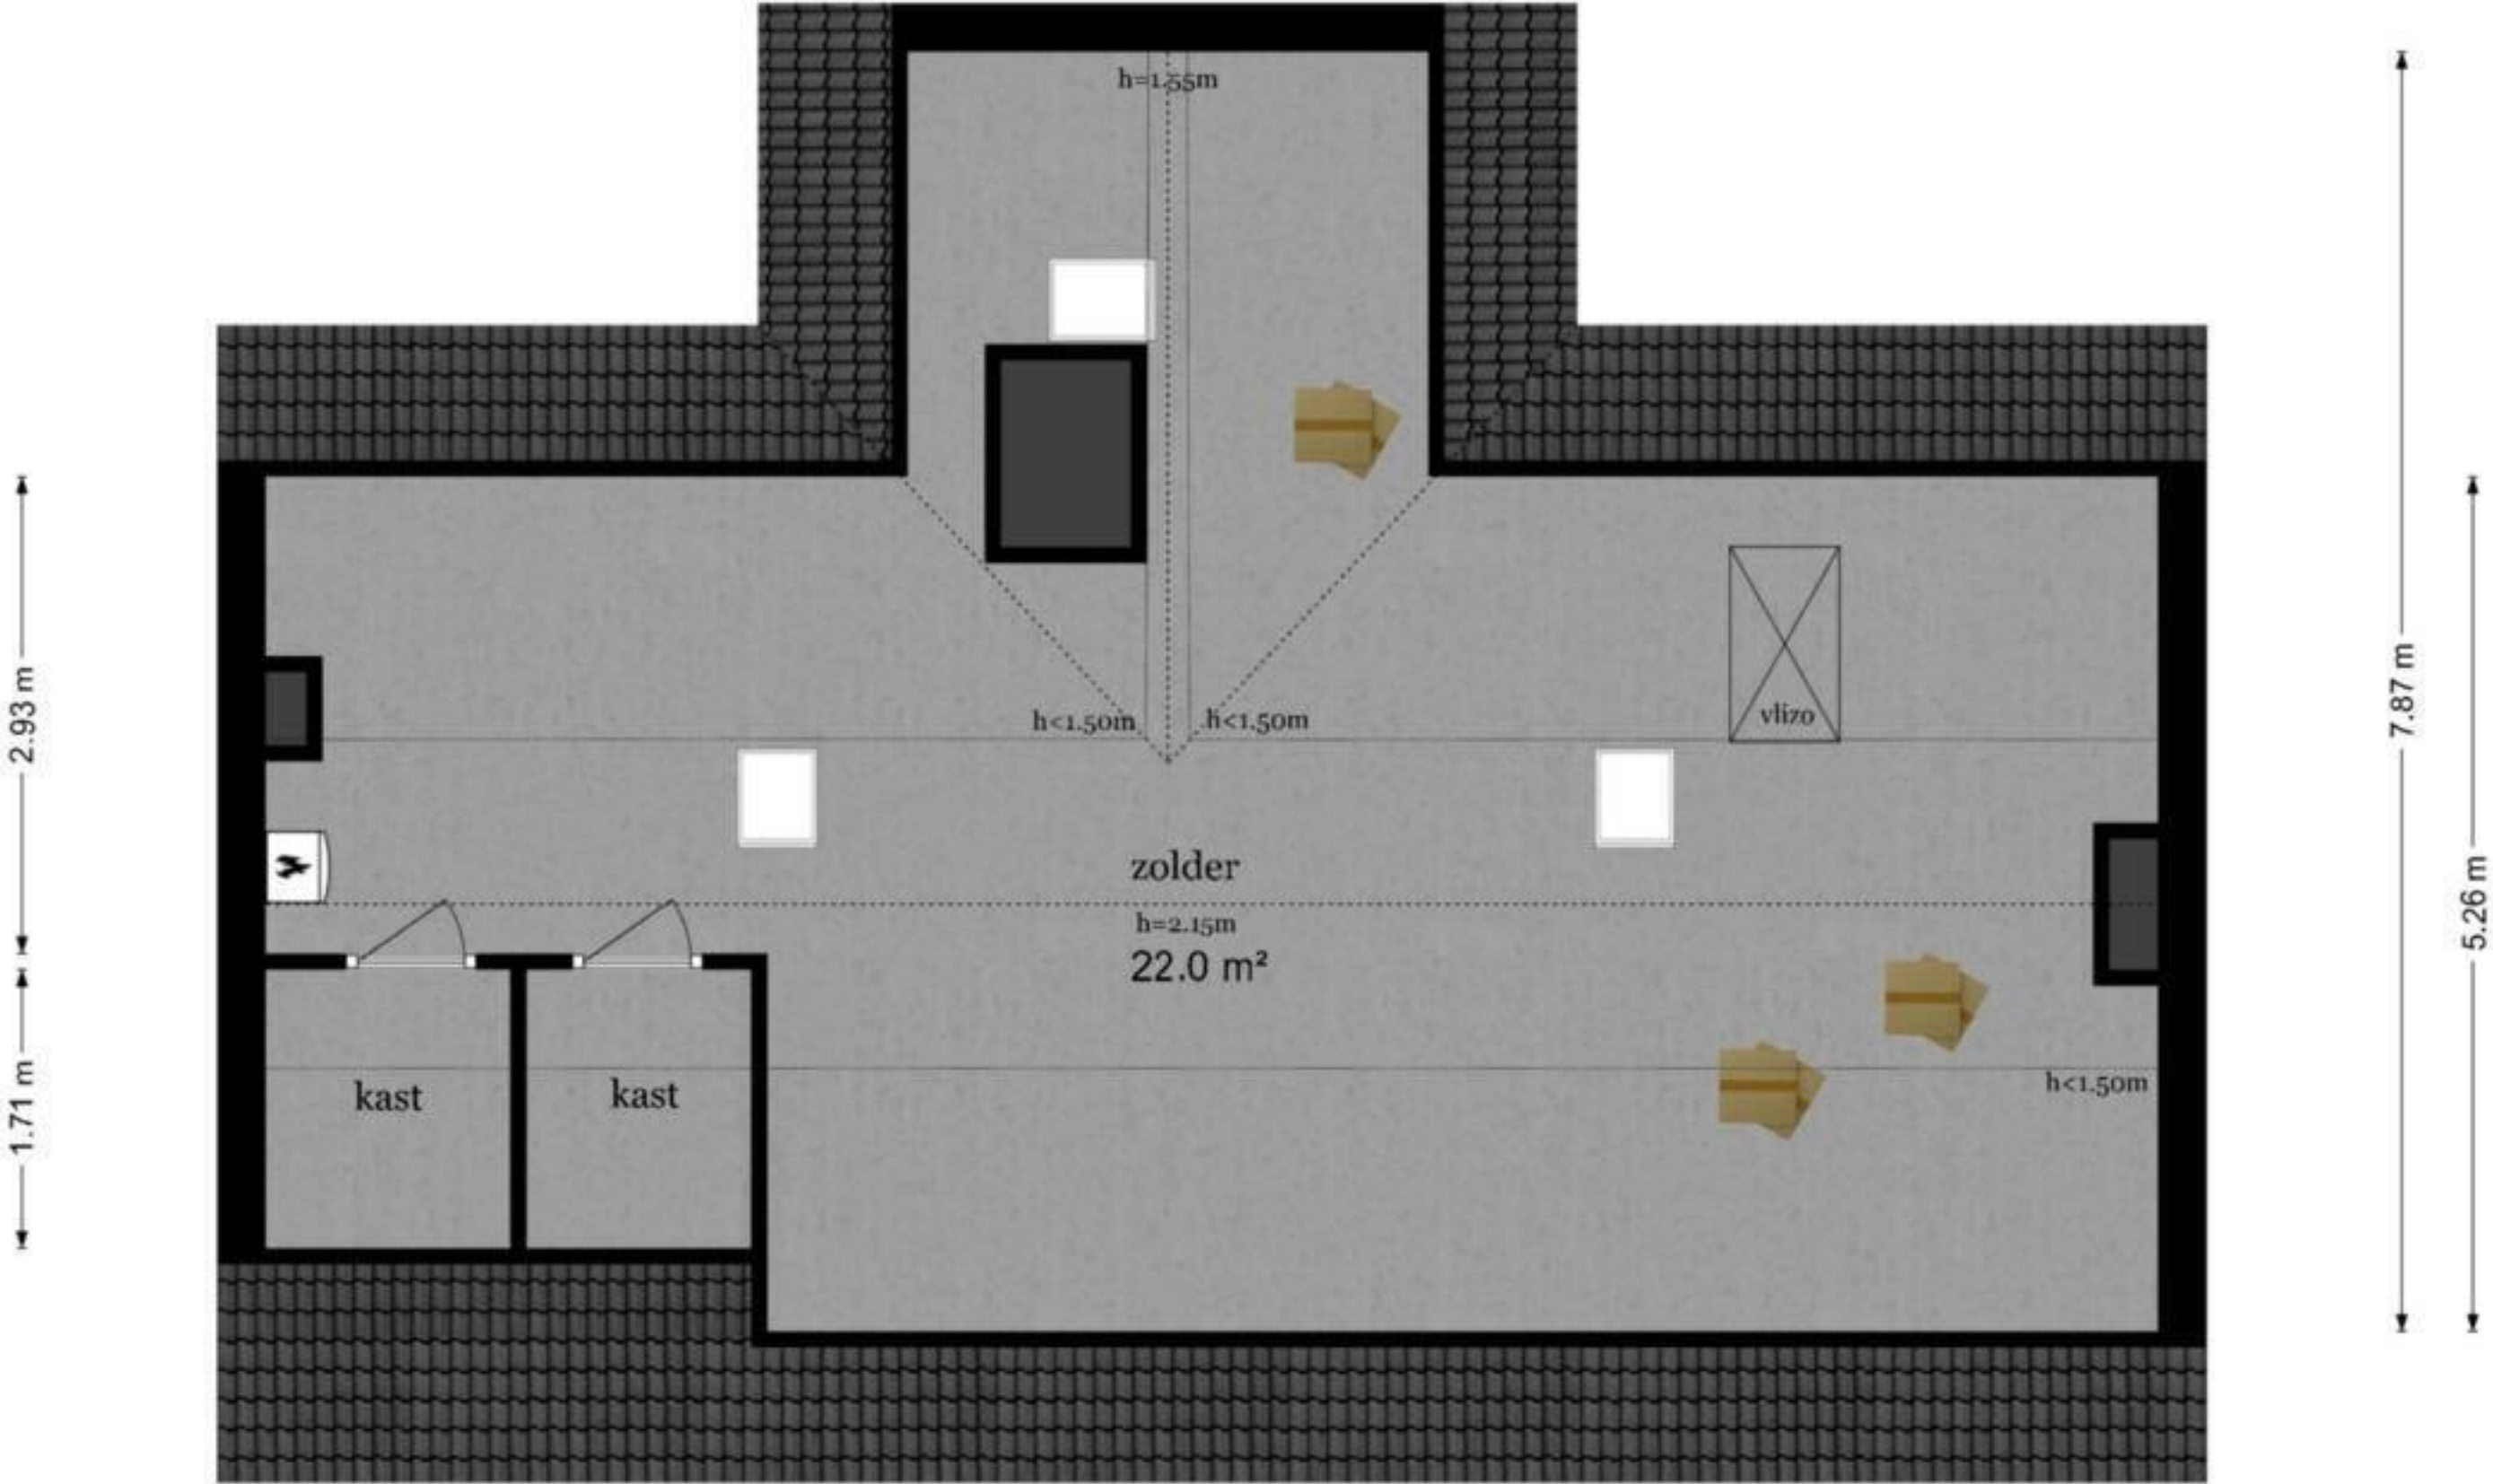 h=1.55m
2.93 m
7.87 m
h<1.50m
h<1.50m
vlizo
zolder
h=2.15m
22.0 m²
5.26 m
1.71 m
kast
kast
h<1.50m